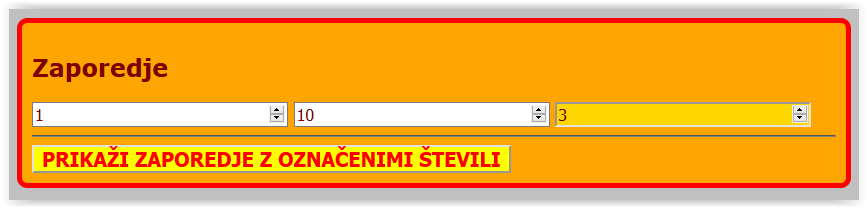 Zaporedje
1 10 3
PRIKAŽI ZAPOREDJE Z OZNAČENIMI ŠTEVILI